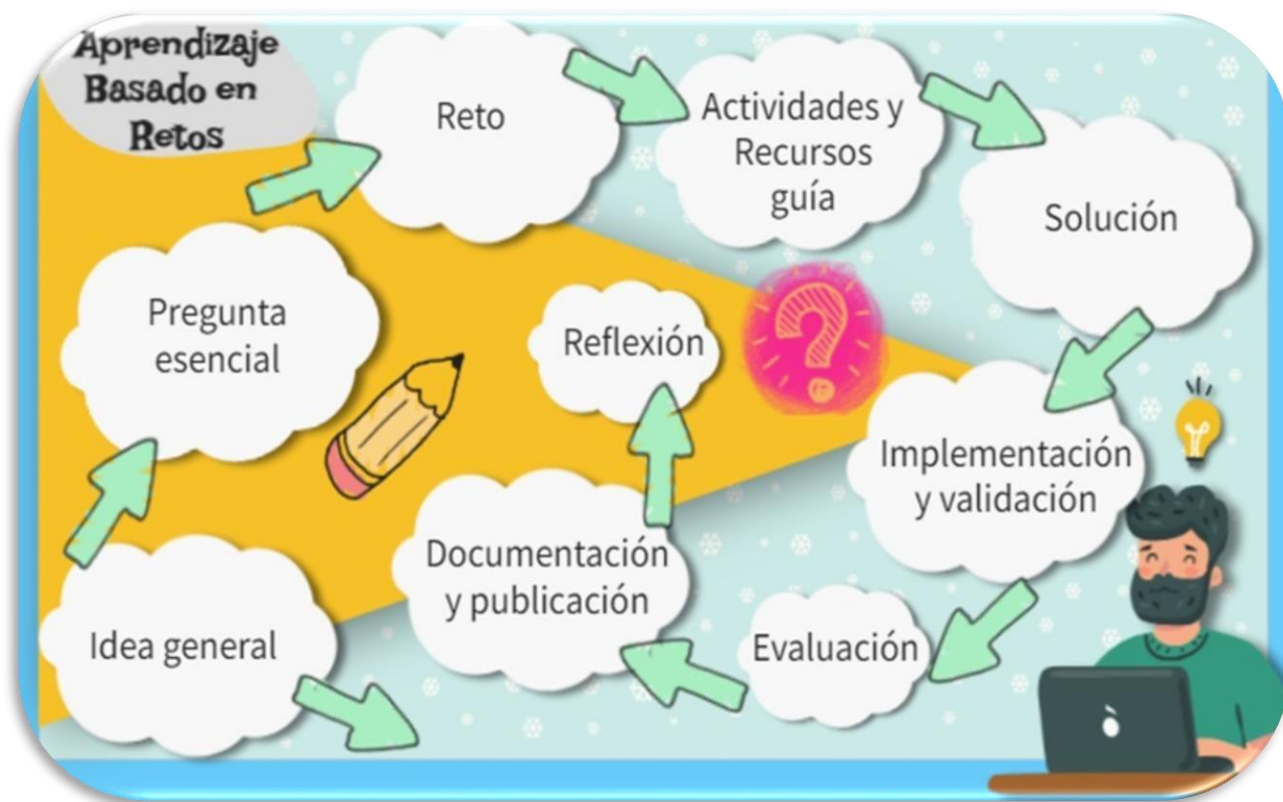 Aprendizaje
Basado en
Retos
Reto
Actividades y
Recursos
guía
Solución
Pregunta
esencial
Reflexión
Implementación
y validación
Documentación
y publicación
Idea general
Evaluación